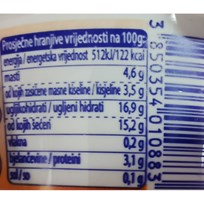 Prosječne hranjive vrijednosti na 100g:
energija / energetska vrijednost 512kJ/122 kcal
masti 4,6 g
od kojih zasićene masne kiseline / kisjeline 3,5 g
ugljikohidrati / ugljeni hidrati 16,9 g
od kojih šećeri 15,2 g
vlakna 0,2 g
bjelančevine / proteini 3,1 g
sol / so 0,1 g
3 850354 010883